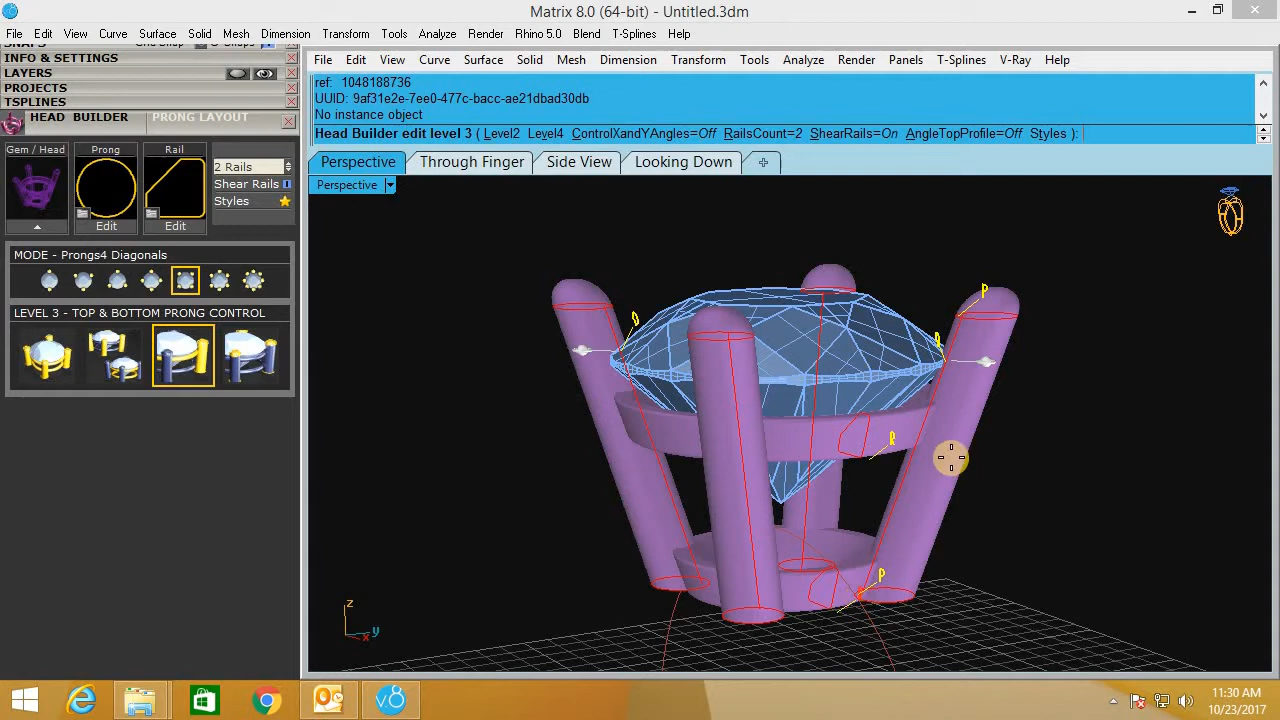 Matrix 8.0 (64-bit) - Untitled.3dm
File Edit View Curve Surface Solid Mesh Dimension Transform Tools Analyze Render Rhino 5.0 Blend T-Splines Help
INFO & SETTINGS
LAYERS
PROJECTS
TSPLINES
HEAD BUILDER PRONG LAYOUT
Gem / Head Prong Rail
2 Rails
Shear Rails
Styles
Edit Edit
MODE - Prongs4 Diagonals
LEVEL 3 - TOP & BOTTOM PRONG CONTROL
File Edit View Curve Surface Solid Mesh Dimension Transform Tools Analyze Render Panels T-Splines V-Ray Help
ref: 1048188736
UUID: 9af31e2e-7ee0-477c-bacc-ae21dbad30db
No instance object
Head Builder edit level 3 ( Level2 Level4 ControlXandYAngles=Off RailsCount=2 ShearRails=On AngleTopProfile=Off Styles ):
Perspective Through Finger Side View Looking Down
Perspective
P
R
P
z
y
x
v8
11:30 AM
10/23/2017